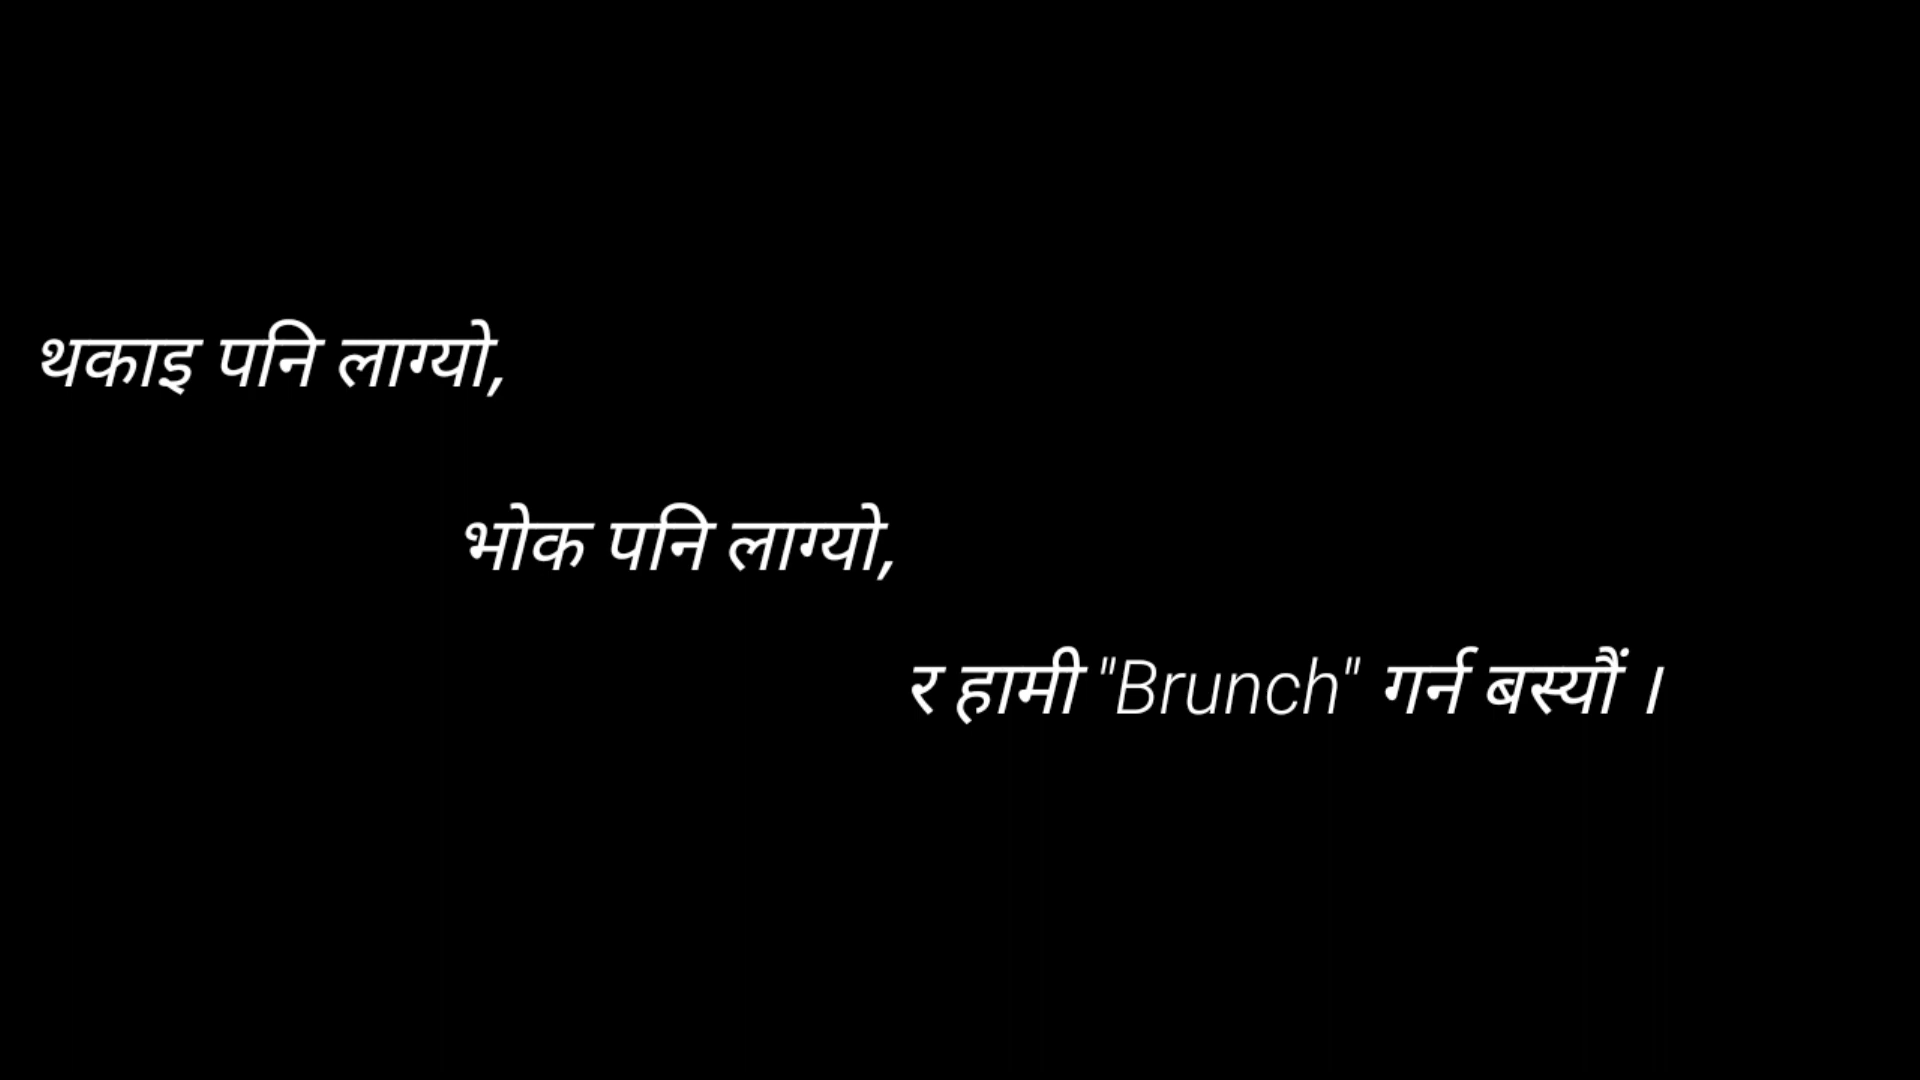 थकाइ पनि लाग्यो,
भोक पनि लाग्यो,
र हामी "Brunch" गर्न बस्यौं ।